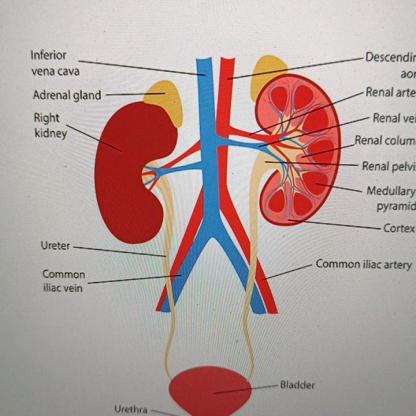 Inferior
vena cava
Adrenal gland
Right
kidney
Ureter
Common
iliac vein
Urethra
Descendin
aor
Renal arte
Renal vei
Renal colum
Renal pelvi
Medullary
pyramid
Cortex
Common iliac artery
Bladder